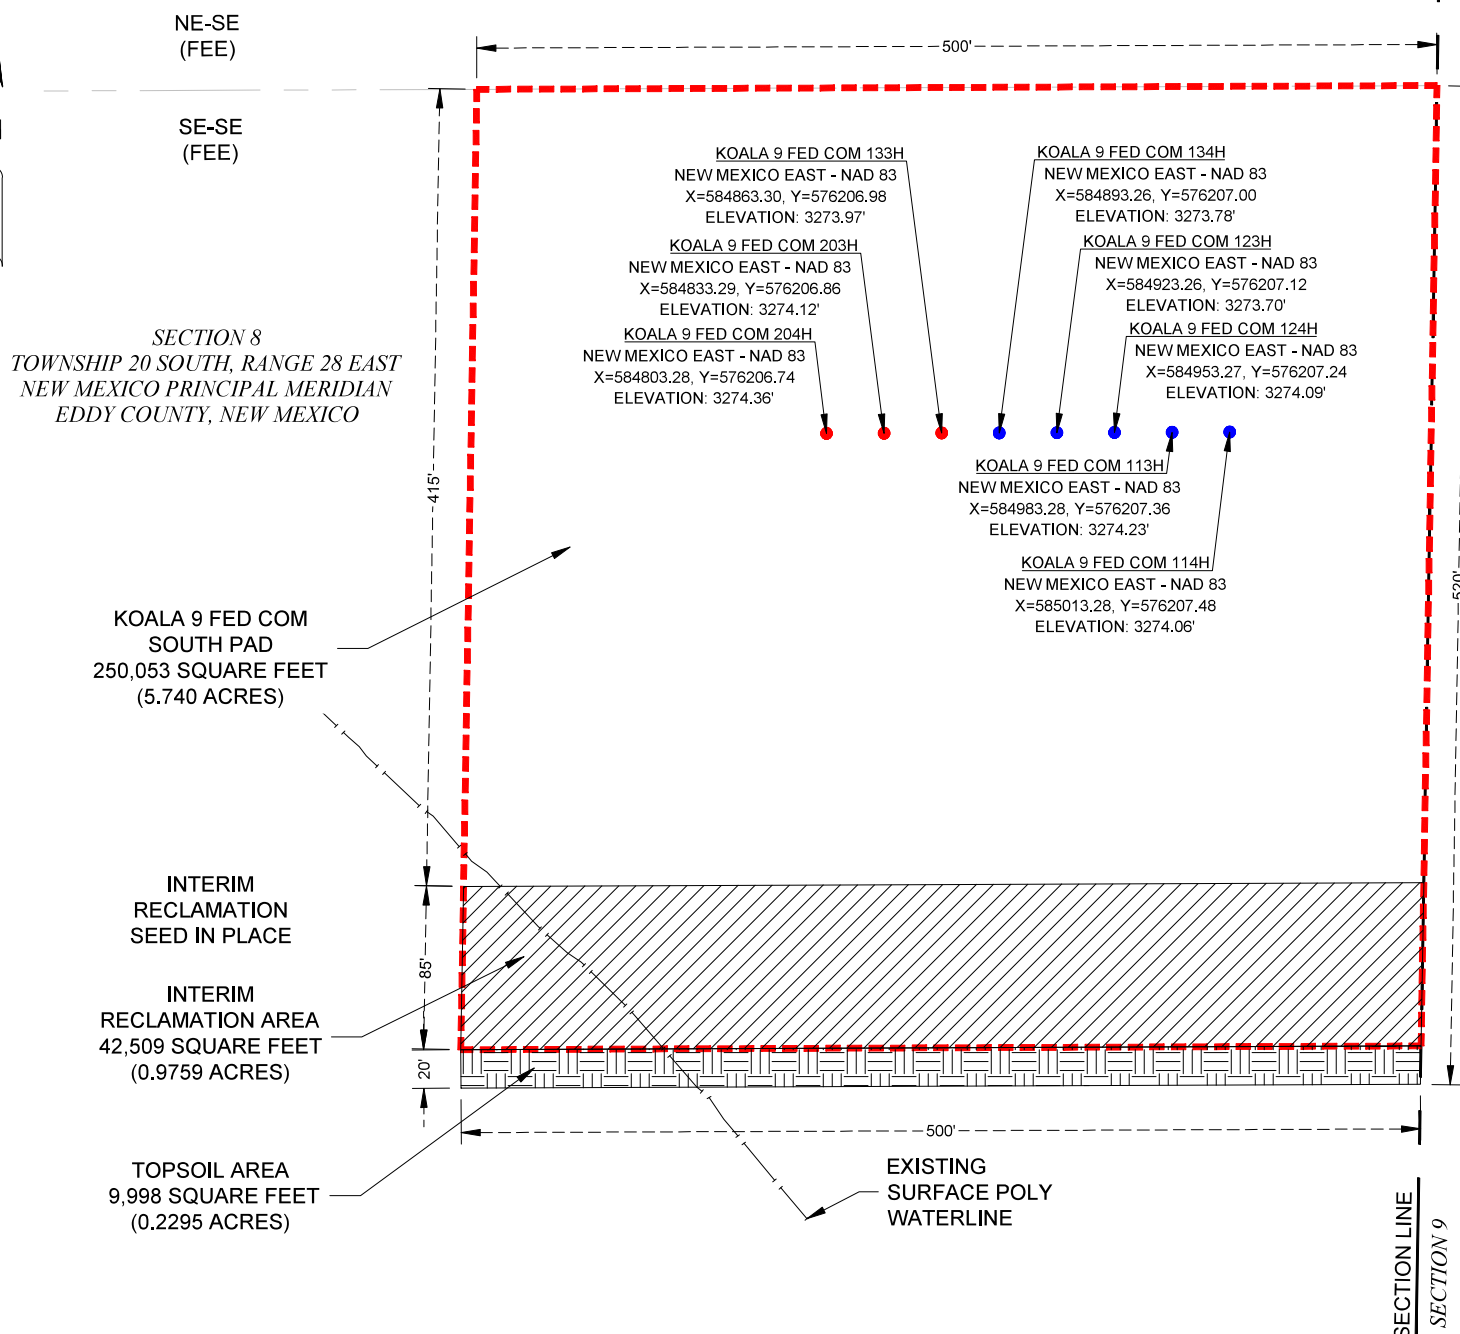 NE-SE
(FEE)
500'
SE-SE
(FEE)
KOALA 9 FED COM 133H
NEW MEXICO EAST - NAD 83
X=584863.30, Y=576206.98
ELEVATION: 3273.97'
KOALA 9 FED COM 134H
NEW MEXICO EAST - NAD 83
X=584893.26, Y=576207.00
ELEVATION: 3273.78'
KOALA 9 FED COM 203H
NEW MEXICO EAST - NAD 83
X=584833.29, Y=576206.86
ELEVATION: 3274.12'
KOALA 9 FED COM 123H
NEW MEXICO EAST - NAD 83
X=584923.26, Y=576207.12
ELEVATION: 3273.70'
KOALA 9 FED COM 204H
NEW MEXICO EAST - NAD 83
X=584803.28, Y=576206.74
ELEVATION: 3274.36'
KOALA 9 FED COM 124H
NEW MEXICO EAST - NAD 83
X=584953.27, Y=576207.24
ELEVATION: 3274.09'
SECTION 8
TOWNSHIP 20 SOUTH, RANGE 28 EAST
NEW MEXICO PRINCIPAL MERIDIAN
EDDY COUNTY, NEW MEXICO
415'
KOALA 9 FED COM 113H
NEW MEXICO EAST - NAD 83
X=584983.28, Y=576207.36
ELEVATION: 3274.23'
KOALA 9 FED COM 114H
NEW MEXICO EAST - NAD 83
X=585013.28, Y=576207.48
ELEVATION: 3274.06'
520'
KOALA 9 FED COM
SOUTH PAD
250,053 SQUARE FEET
(5.740 ACRES)
INTERIM
RECLAMATION
SEED IN PLACE
85'
INTERIM
RECLAMATION AREA
42,509 SQUARE FEET
(0.9759 ACRES)
20'
500'
TOPSOIL AREA
9,998 SQUARE FEET
(0.2295 ACRES)
EXISTING
SURFACE POLY
WATERLINE
SECTION LINE
SECTION 9